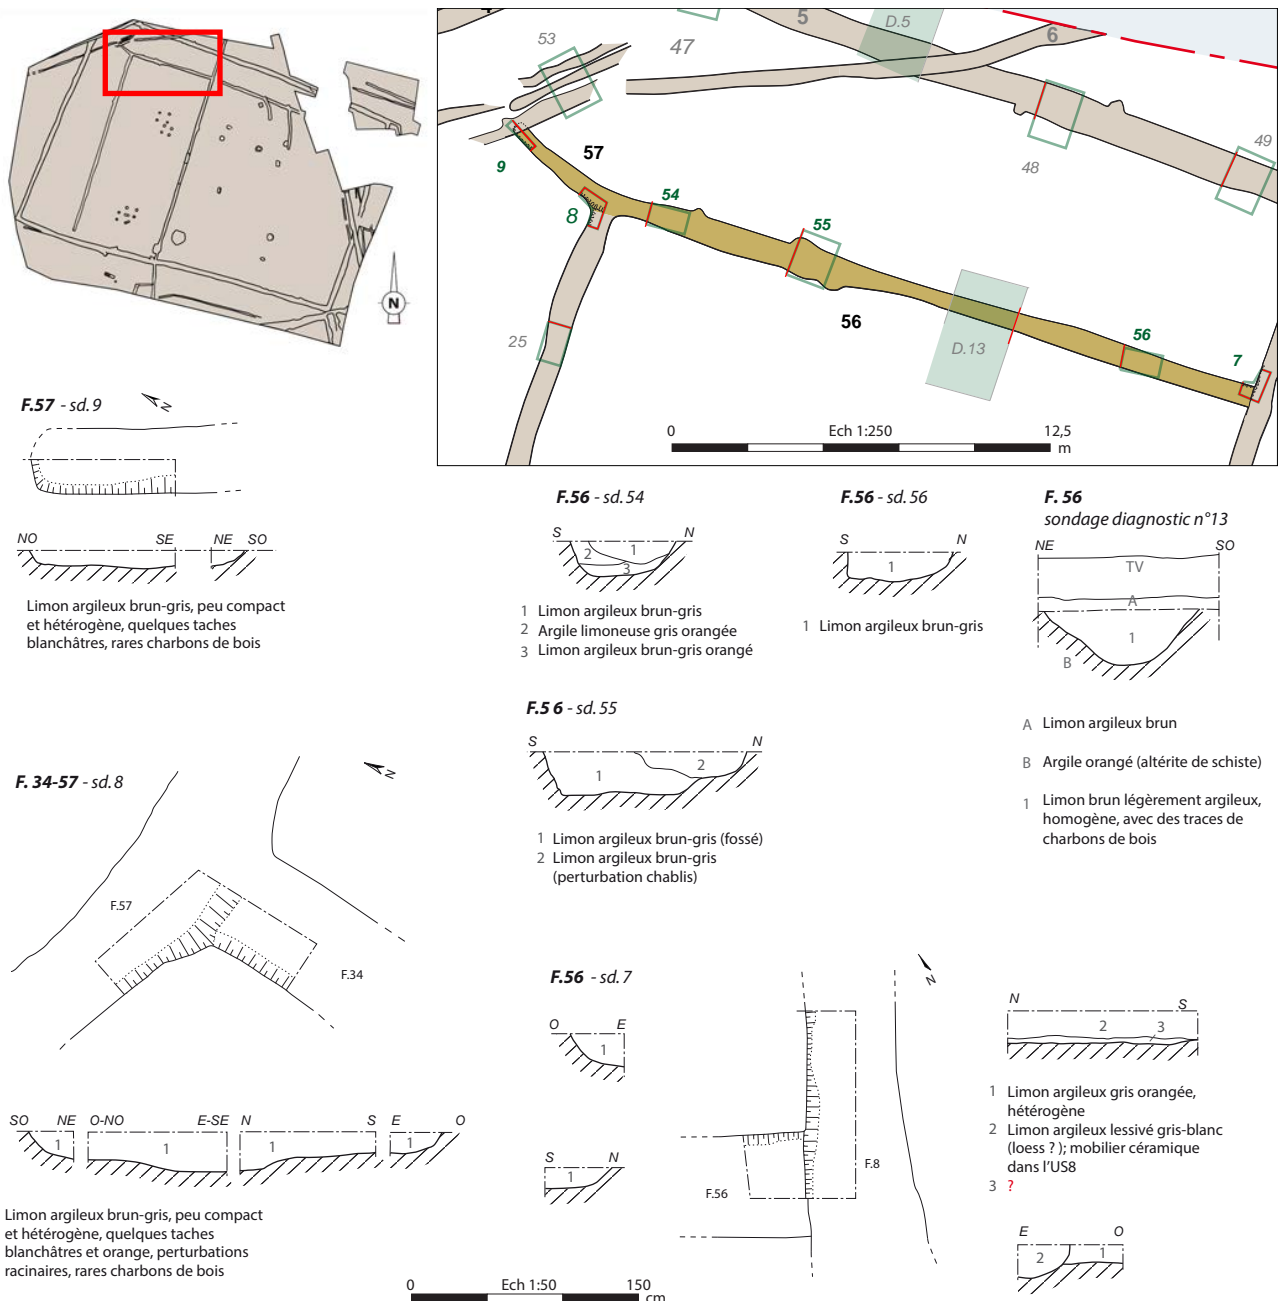 N
53
47
5
D.5
6
48
49
9
57
8
54
55
56
D.13
56
7
25
0
Ech 1:250
12,5
m
F.57 - sd. 9
N
NO
SE
NE
SO
Limon argileux brun-gris, peu compact
et hétérogène, quelques taches
blanchâtres, rares charbons de bois
F.56 - sd. 54
S
N
1
2
3
1 Limon argileux brun-gris
2 Argile limoneuse gris orangée
3 Limon argileux brun-gris orangé
F.56 - sd. 56
S
N
1
1 Limon argileux brun-gris
F. 56
sondage diagnostic n°13
NE
SO
TV
A
1
B
A Limon argileux brun
B Argile orangé (altérite de schiste)
1 Limon brun légèrement argileux,
homogène, avec des traces de
charbons de bois
F.5 6 - sd. 55
S
N
1
2
1 Limon argileux brun-gris (fossé)
2 Limon argileux brun-gris
(perturbation chablis)
F. 34-57 - sd. 8
N
F.57
F.34
SO
NE
O-NO
E-SE
N
S
E
O
1
1
1
1
Limon argileux brun-gris, peu compact
et hétérogène, quelques taches
blanchâtres et orange, perturbations
racinaires, rares charbons de bois
F.56 - sd. 7
O
E
1
S
N
1
N
F.8
F.56
N
S
2
3
1 Limon argileux gris orangée,
hétérogène
2 Limon argileux lessivé gris-blanc
(loess ? ); mobilier céramique
dans l'US8
3 ?
E
O
2
1
0
Ech 1:50
150
cm